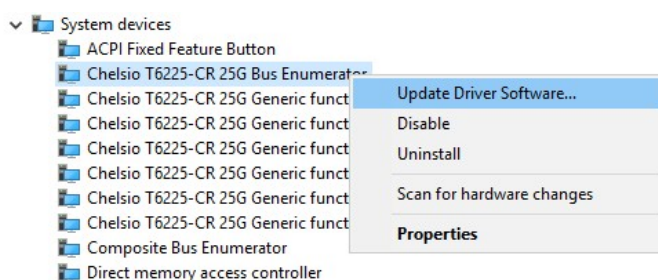 System devices
ACPI Fixed Feature Button
Chelsio T6225-CR 25G Bus Enumerator
Chelsio T6225-CR 25G Generic funct
Chelsio T6225-CR 25G Generic funct
Chelsio T6225-CR 25G Generic funct
Chelsio T6225-CR 25G Generic funct
Chelsio T6225-CR 25G Generic funct
Chelsio T6225-CR 25G Generic funct
Composite Bus Enumerator
Direct memory access controller
Update Driver Software...
Disable
Uninstall
Scan for hardware changes
Properties